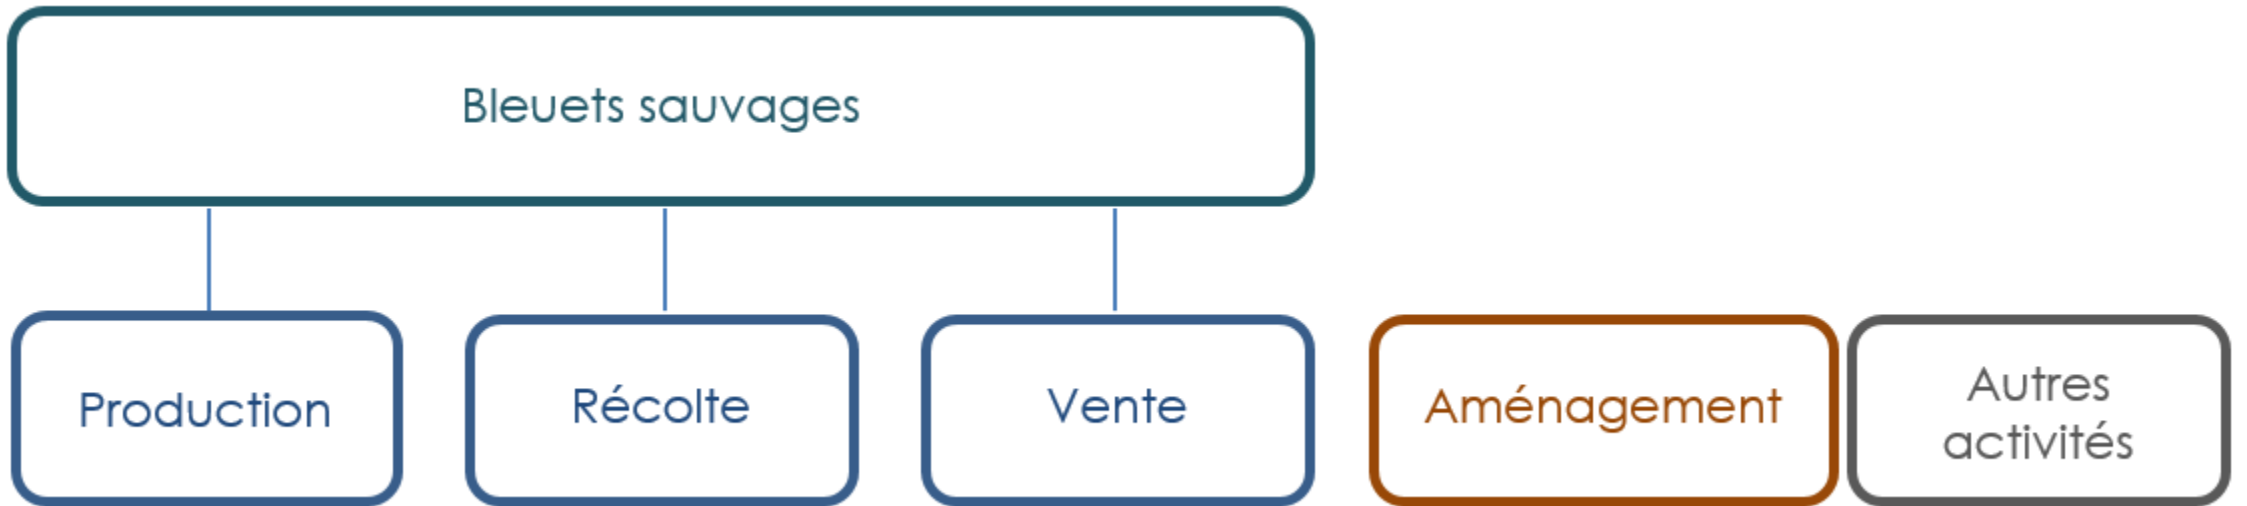 Bleuets sauvages
Production
Récolte
Vente
Aménagement
Autres
activités